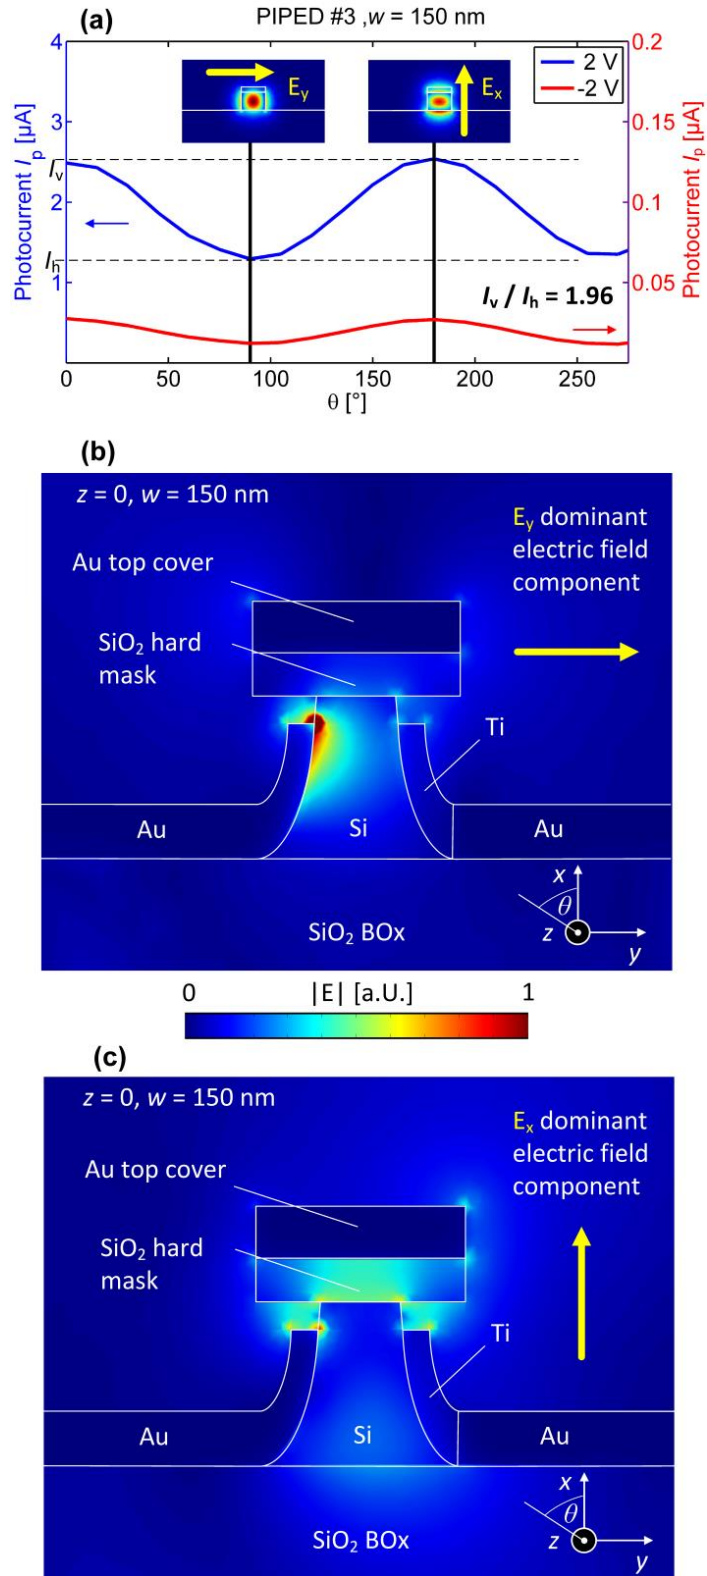 (a)
PIPED #3 ,w = 150 nm
4
3
2
1
Photocurrent Ip [µA]
Iv
Ih
Ey
Ex
2 V
-2 V
0.2
0.15
0.1
0.05
0
Photocurrent Ip [µA]
Iv / Ih = 1.96
0 50 100 150 200 250
θ [°]
(b)
z = 0, w = 150 nm
Ey dominant
electric field
component
Au top cover
SiO2 hard
mask
Ti
Au
Si
Au
SiO2 BOx
x
θ
z
y
0 |E| [a.U.] 1
(c)
z = 0, w = 150 nm
Ex dominant
electric field
component
Au top cover
SiO2 hard
mask
Ti
Au
Si
Au
SiO2 BOx
x
θ
z
y